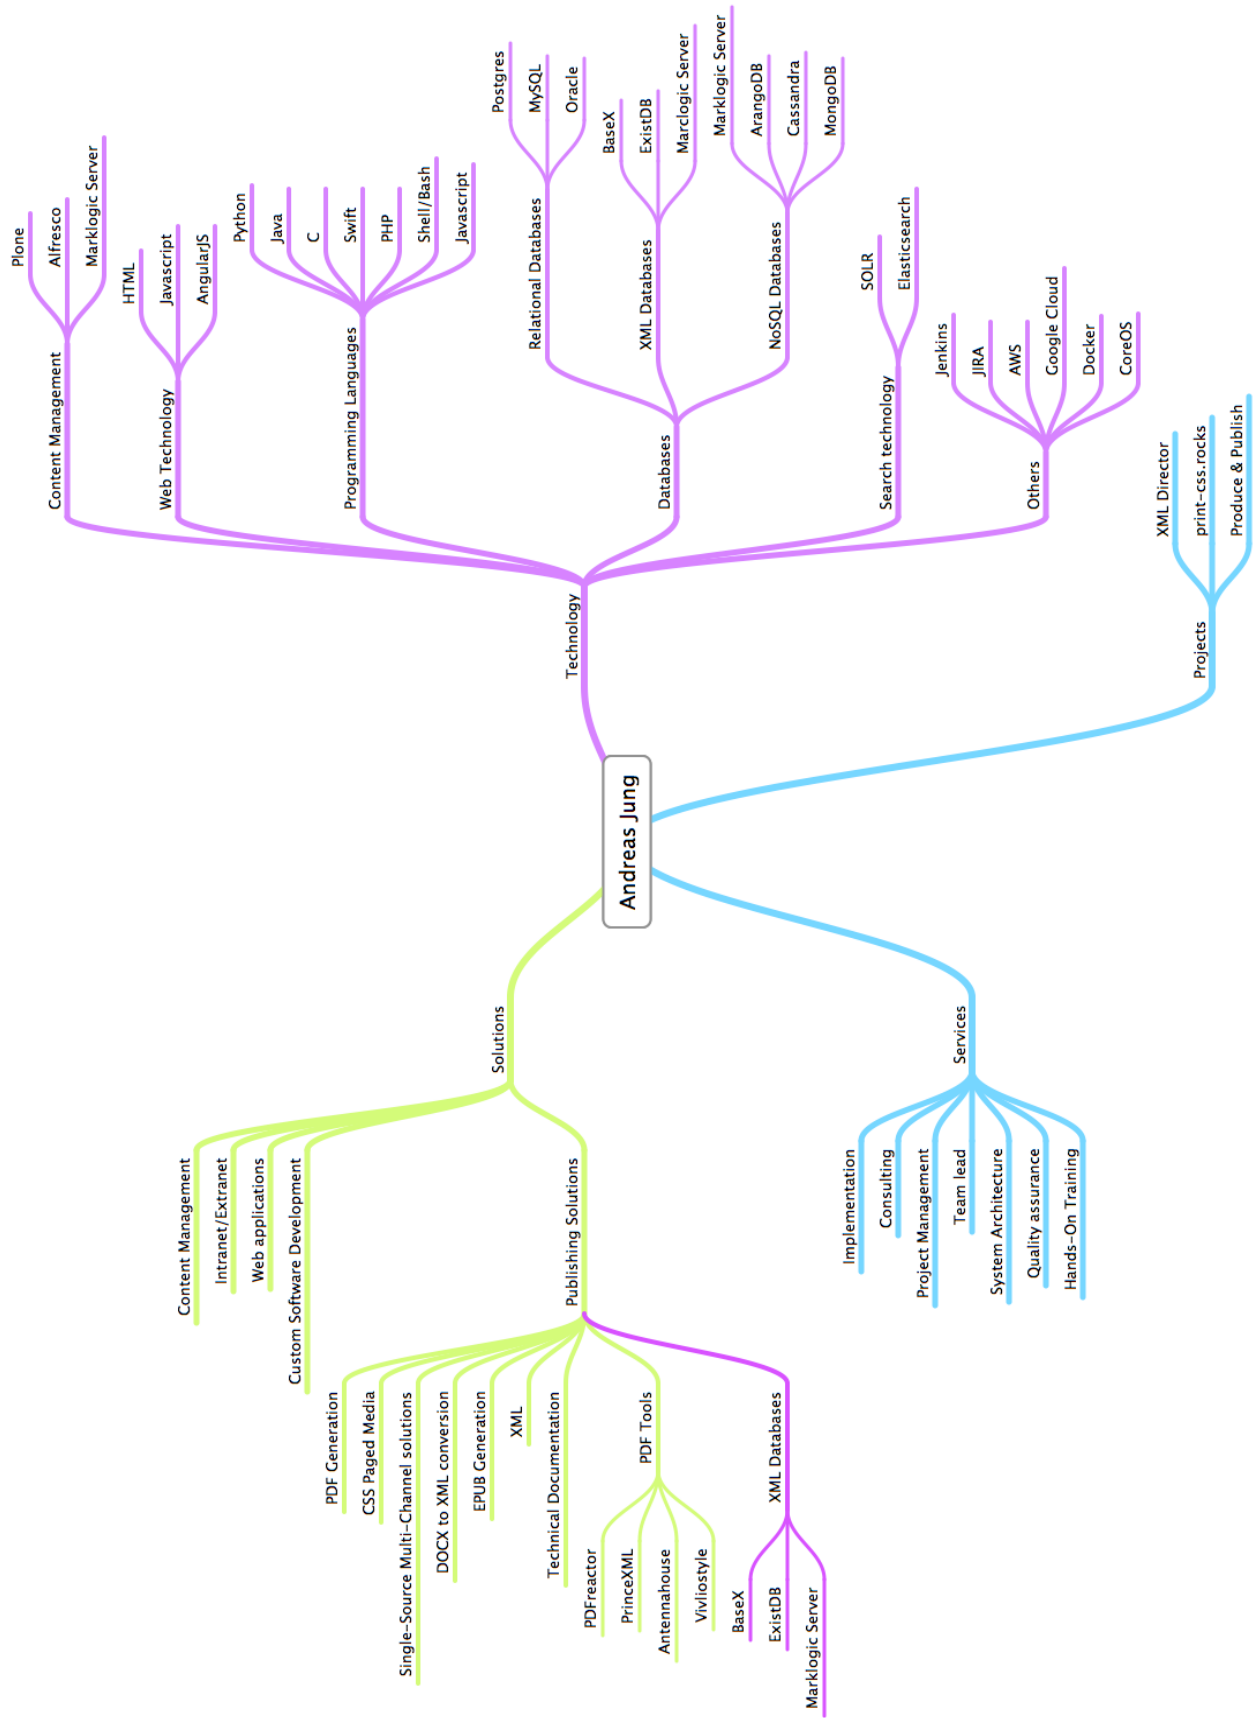 Andreas Jung
Technology
Content Management
Plone
Alfresco
Marklogic Server
Web Technology
HTML
Javascript
AngularJS
Programming Languages
Python
Java
C
Swift
PHP
Shell/Bash
Javascript
Databases
Relational Databases
Postgres
MySQL
Oracle
XML Databases
BaseX
ExistDB
Marclogic Server
NoSQL Databases
Marklogic Server
ArangoDB
Cassandra
MongoDB
Search technology
SOLR
Elasticsearch
Others
Jenkins
JIRA
AWS
Google Cloud
Docker
CoreOS
Projects
XML Director
print-css.rocks
Produce & Publish
Solutions
Content Management
Intranet/Extranet
Web applications
Custom Software Development
Publishing Solutions
PDF Generation
CSS Paged Media
Single-Source Multi-Channel solutions
DOCX to XML conversion
EPUB Generation
XML
Technical Documentation
PDF Tools
PDFreactor
PrinceXML
Antennahouse
Vivliostyle
XML Databases
BaseX
ExistDB
Marklogic Server
Services
Implementation
Consulting
Project Management
Team lead
System Architecture
Quality assurance
Hands-On Training